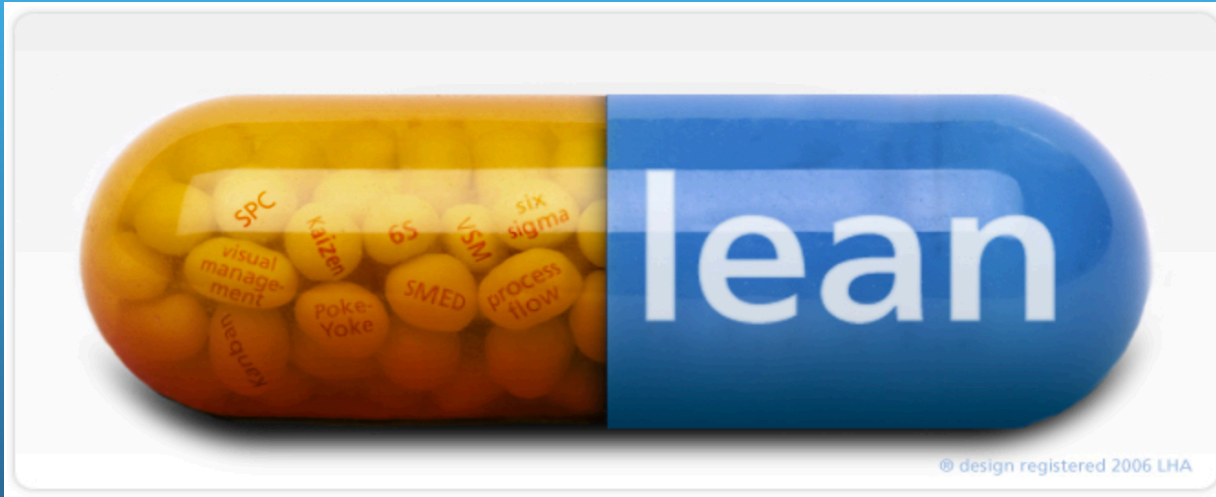 SPC
Kaizen
6S
VSM
six
sigma
visual
manage-
ment
Poke-
Yoke
SMED
process
flow
Kanban
lean
® design registered 2006 LHA